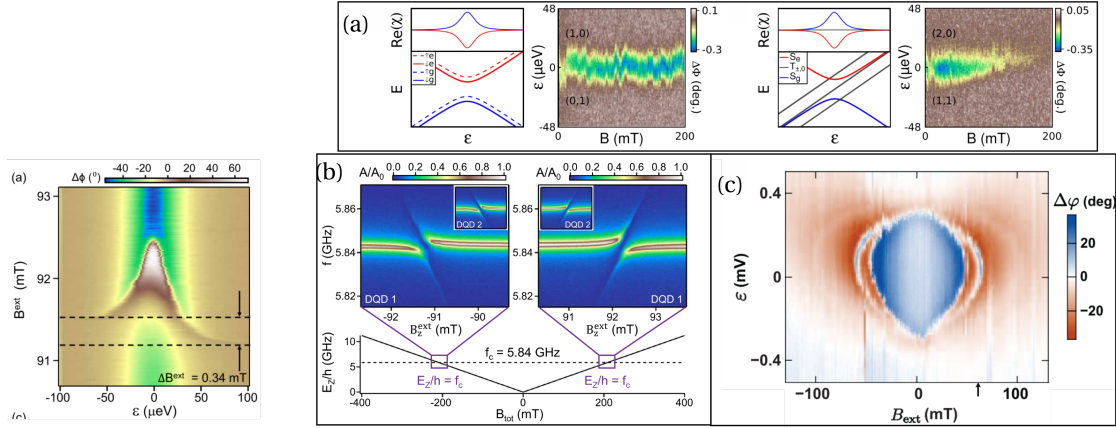 (a)
Δϕ (⁰)
-40 -20 0 20 40 60
93
92
91
B^ext (mT)
ΔB^ext = 0.34 mT
-100 -50 0 50 100
ε (μeV)
(c)
(a)
Re(χ)
E
↑e
↓e
↑g
↓g
ε
48
0
-48
ε (μeV)
(1,0)
(0,1)
0 200
B (mT)
0.1
-0.3
Δϕ (deg.)
Re(χ)
E
S_e
T_±,0
S_g
ε
48
0
-48
ε (μeV)
(2,0)
(1,1)
0 200
B (mT)
0.05
-0.35
Δϕ (deg.)
(b)
A/A₀
0.0 0.2 0.4 0.6 0.8 1.0
A/A₀
0.0 0.2 0.4 0.6 0.8 1.0
5.86
5.84
5.82
f (GHz)
DQD 2
DQD 1
-92 -91 -90
B_z^ext (mT)
5.86
5.84
5.82
DQD 2
DQD 1
92 93
B_z^ext (mT)
10
5
0
E_Z/h (GHz)
f_c = 5.84 GHz
E_Z/h = f_c
E_Z/h = f_c
-400 -200 0 200 400
B_tot (mT)
(c)
0.4
0
−0.4
ε (mV)
−100 0 100
B_ext (mT)
Δφ (deg)
20
0
−20